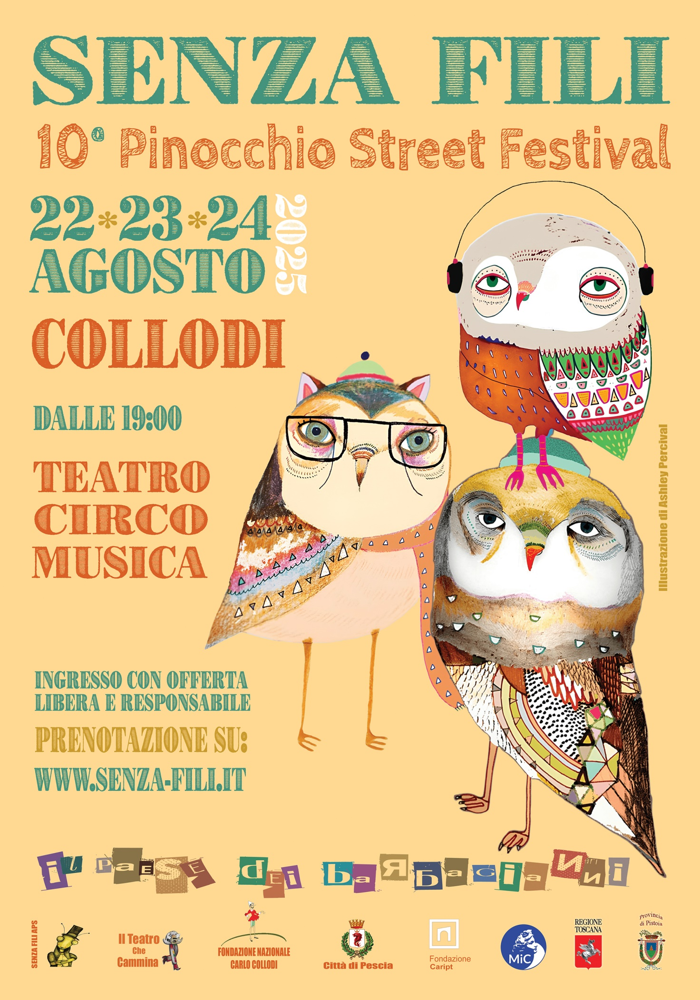 SENZA FILI
10° Pinocchio Street Festival
22*23*24
AGOSTO
2025
COLLODI
DALLE 19:00
TEATRO
CIRCO
MUSICA
Illustrazione di Ashley Percival
INGRESSO CON OFFERTA
LIBERA E RESPONSABILE
PRENOTAZIONE SU:
WWW.SENZA-FILI.IT
il PaESE dEi baRbagiaNNi
SENZA FILI APS
Il Teatro
Che
Cammina
FONDAZIONE NAZIONALE
CARLO COLLODI
Città di Pescia
Fondazione
Caript
MiC
REGIONE
TOSCANA
Provincia
di Pistoia